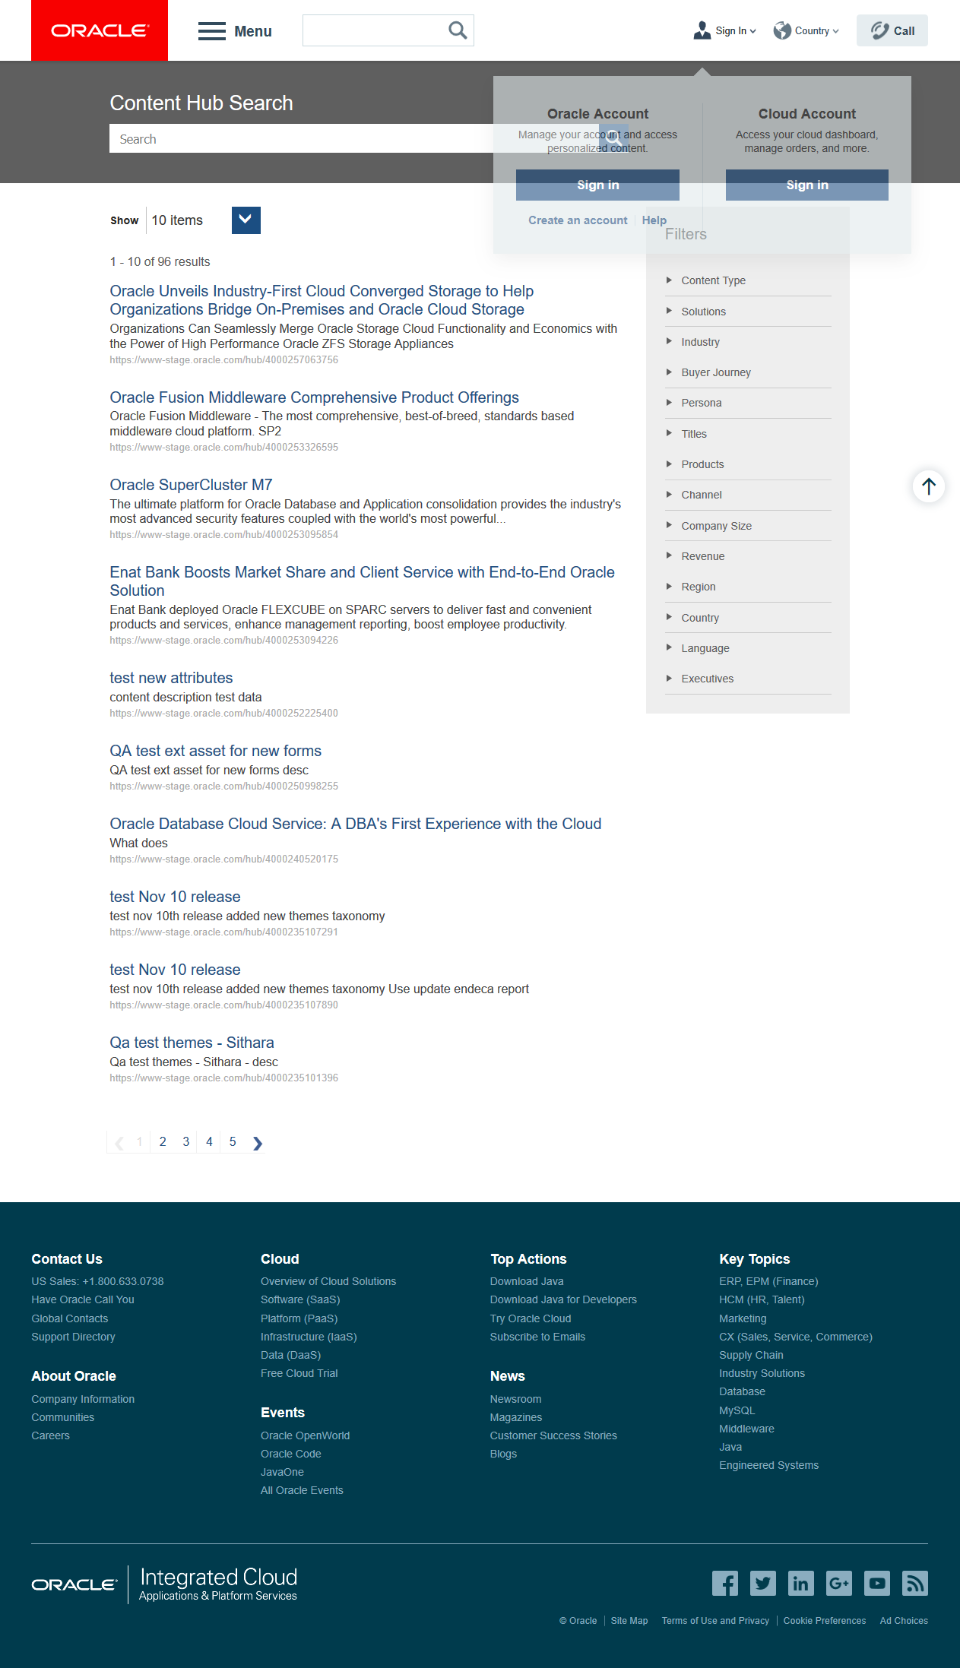 ORACLE
Menu
Sign In
Country
Call
Content Hub Search
Search
Oracle Account
Manage your account and access
personalized content.
Sign in
Create an account | Help
Cloud Account
Access your cloud dashboard,
manage orders, and more.
Sign in
Show 10 items
1 - 10 of 96 results
Oracle Unveils Industry-First Cloud Converged Storage to Help
Organizations Bridge On-Premises and Oracle Cloud Storage
Organizations Can Seamlessly Merge Oracle Storage Cloud Functionality and Economics with
the Power of High Performance Oracle ZFS Storage Appliances
https://www-stage.oracle.com/hub/4000257063756
Oracle Fusion Middleware Comprehensive Product Offerings
Oracle Fusion Middleware - The most comprehensive, best-of-breed, standards based
middleware cloud platform. SP2
https://www-stage.oracle.com/hub/4000253326595
Oracle SuperCluster M7
The ultimate platform for Oracle Database and Application consolidation provides the industry's
most advanced security features coupled with the world's most powerful...
https://www-stage.oracle.com/hub/4000253095854
Enat Bank Boosts Market Share and Client Service with End-to-End Oracle
Solution
Enat Bank deployed Oracle FLEXCUBE on SPARC servers to deliver fast and convenient
products and services, enhance management reporting, boost employee productivity.
https://www-stage.oracle.com/hub/4000253094226
test new attributes
content description test data
https://www-stage.oracle.com/hub/4000252225400
QA test ext asset for new forms
QA test ext asset for new forms desc
https://www-stage.oracle.com/hub/4000250998255
Oracle Database Cloud Service: A DBA's First Experience with the Cloud
What does
https://www-stage.oracle.com/hub/4000240520175
test Nov 10 release
test nov 10th release added new themes taxonomy
https://www-stage.oracle.com/hub/4000235107291
test Nov 10 release
test nov 10th release added new themes taxonomy Use update endeca report
https://www-stage.oracle.com/hub/4000235107890
Qa test themes - Sithara
Qa test themes - Sithara - desc
https://www-stage.oracle.com/hub/4000235101396
1 2 3 4 5
Filters
Content Type
Solutions
Industry
Buyer Journey
Persona
Titles
Products
Channel
Company Size
Revenue
Region
Country
Language
Executives
Contact Us
US Sales: +1.800.633.0738
Have Oracle Call You
Global Contacts
Support Directory
About Oracle
Company Information
Communities
Careers
Cloud
Overview of Cloud Solutions
Software (SaaS)
Platform (PaaS)
Infrastructure (IaaS)
Data (DaaS)
Free Cloud Trial
Events
Oracle OpenWorld
Oracle Code
JavaOne
All Oracle Events
Top Actions
Download Java
Download Java for Developers
Try Oracle Cloud
Subscribe to Emails
News
Newsroom
Magazines
Customer Success Stories
Blogs
Key Topics
ERP, EPM (Finance)
HCM (HR, Talent)
Marketing
CX (Sales, Service, Commerce)
Supply Chain
Industry Solutions
Database
MySQL
Middleware
Java
Engineered Systems
ORACLE
Integrated Cloud
Applications & Platform Services
© Oracle | Site Map Terms of Use and Privacy | Cookie Preferences Ad Choices